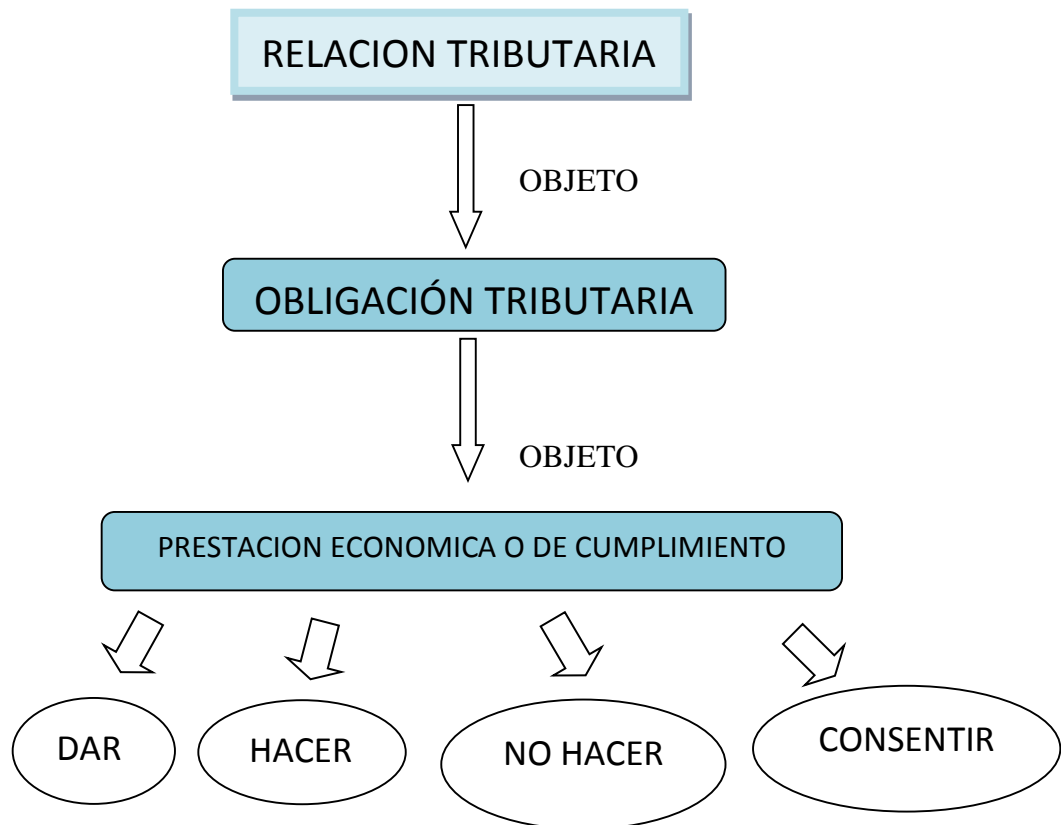 RELACION TRIBUTARIA
OBJETO
OBLIGACIÓN TRIBUTARIA
OBJETO
PRESTACION ECONOMICA O DE CUMPLIMIENTO
DAR
HACER
NO HACER
CONSENTIR